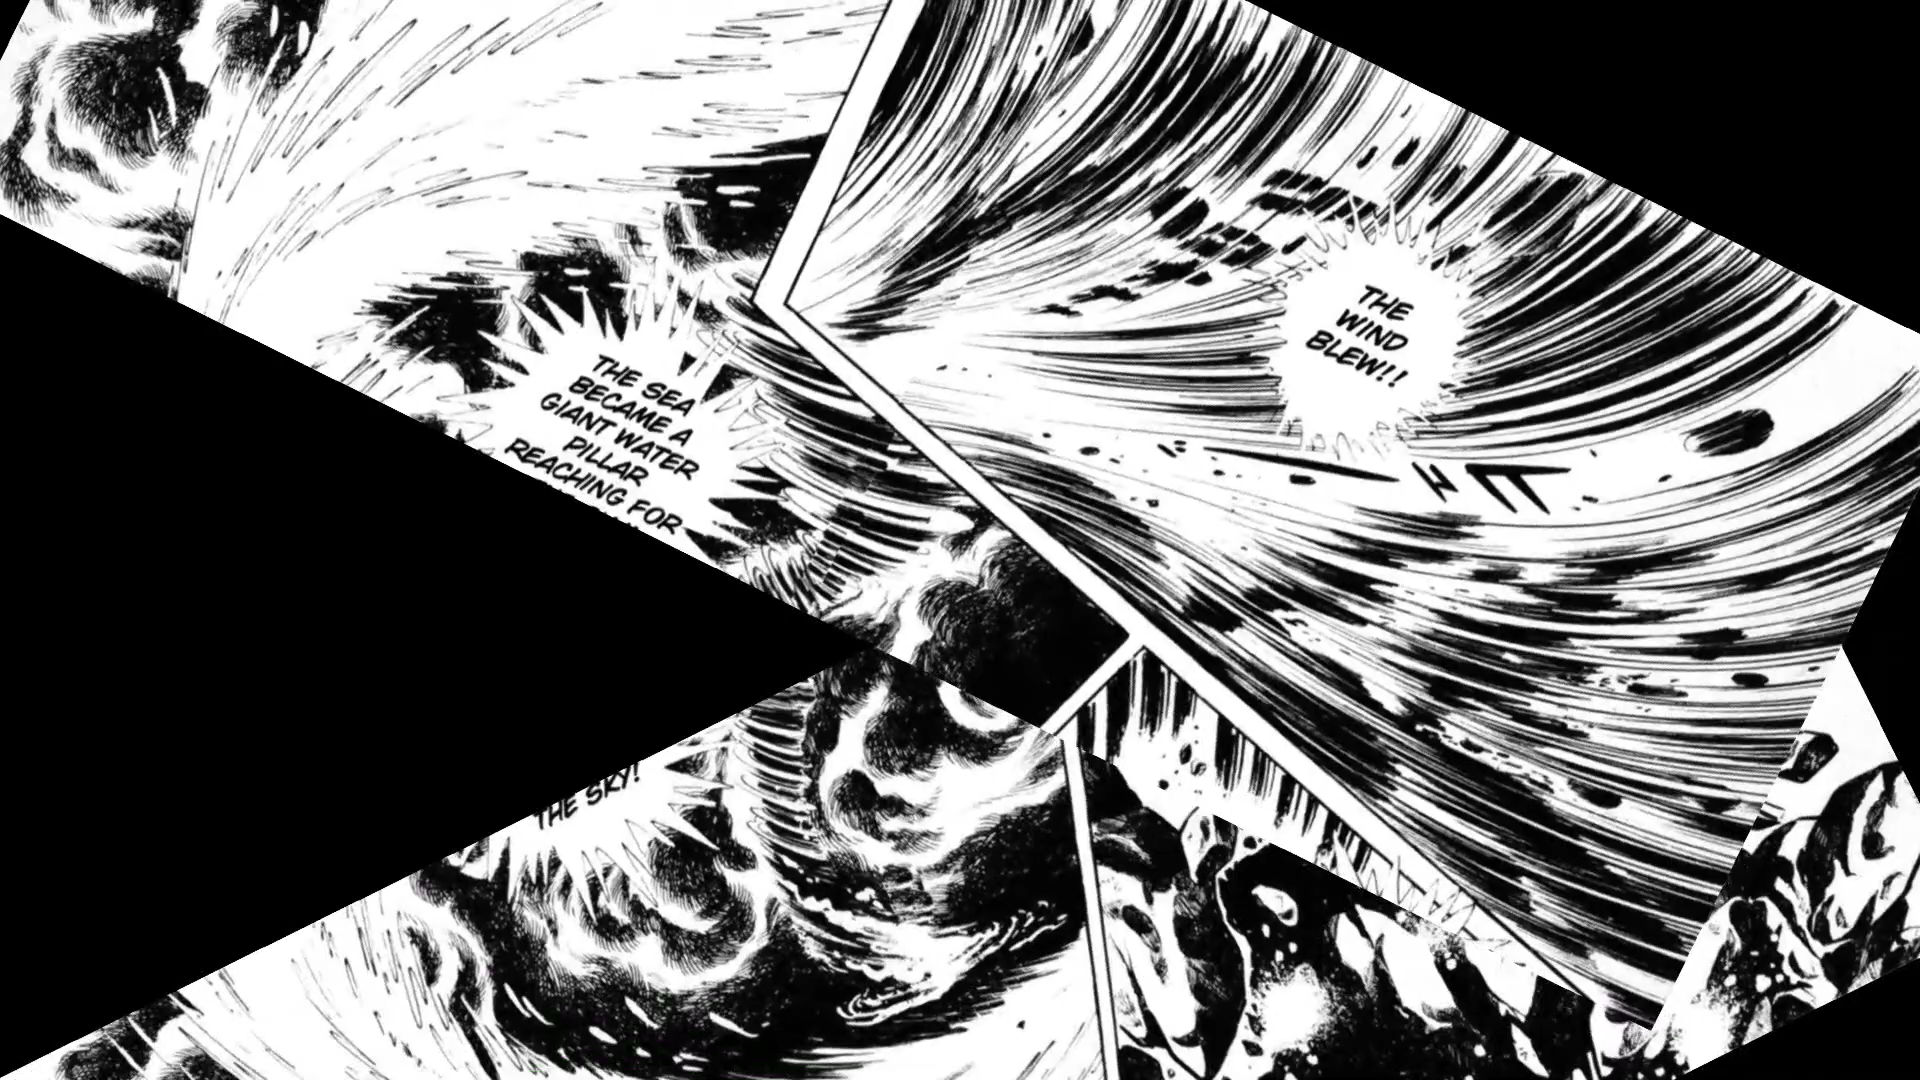 THE SEA
BECAME A
GIANT WATER
PILLAR
REACHING FOR
THE SKY!
THE
WIND
BLEW!!